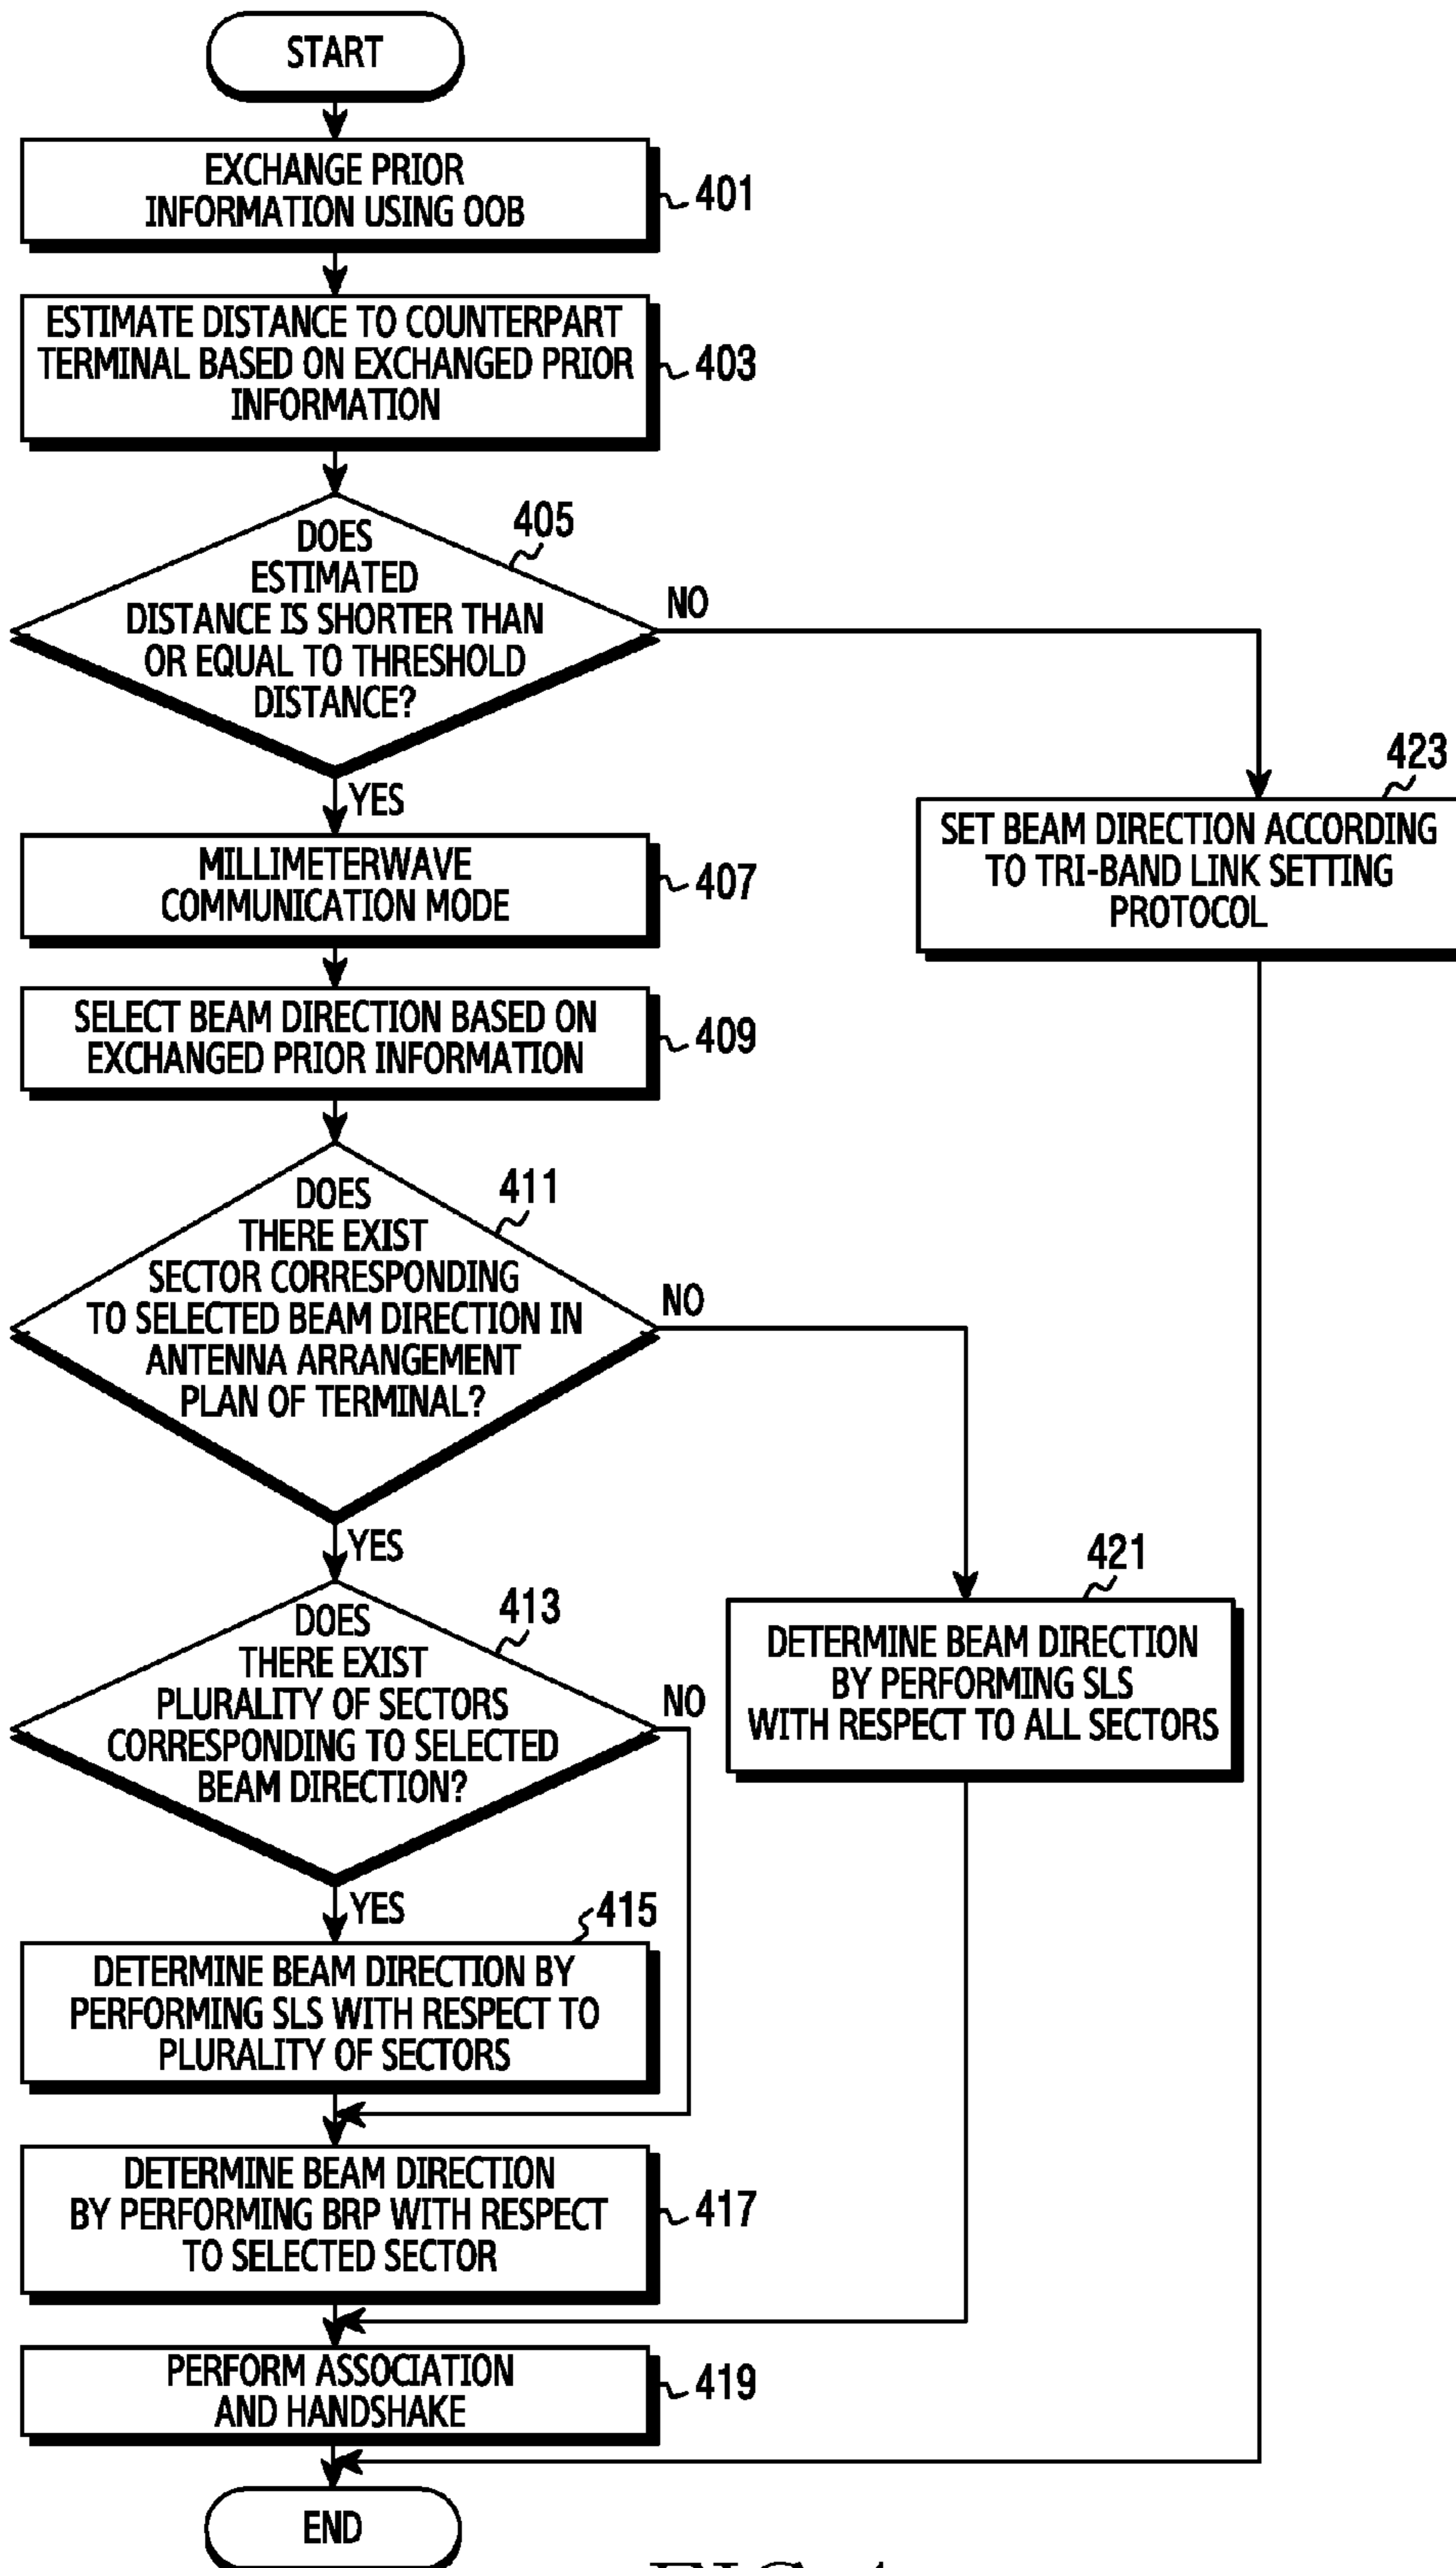 START
EXCHANGE PRIOR
INFORMATION USING OOB
401
ESTIMATE DISTANCE TO COUNTERPART
TERMINAL BASED ON EXCHANGED PRIOR
INFORMATION
403
405
DOES
ESTIMATED
DISTANCE IS SHORTER THAN
OR EQUAL TO THRESHOLD
DISTANCE?
NO
YES
423
SET BEAM DIRECTION ACCORDING
TO TRI-BAND LINK SETTING
PROTOCOL
MILLIMETERWAVE
COMMUNICATION MODE
407
SELECT BEAM DIRECTION BASED ON
EXCHANGED PRIOR INFORMATION
409
411
DOES
THERE EXIST
SECTOR CORRESPONDING
TO SELECTED BEAM DIRECTION IN
ANTENNA ARRANGEMENT
PLAN OF TERMINAL?
NO
YES
421
DETERMINE BEAM DIRECTION
BY PERFORMING SLS
WITH RESPECT TO ALL SECTORS
413
DOES
THERE EXIST
PLURALITY OF SECTORS
CORRESPONDING TO SELECTED
BEAM DIRECTION?
NO
YES
415
DETERMINE BEAM DIRECTION BY
PERFORMING SLS WITH RESPECT TO
PLURALITY OF SECTORS
DETERMINE BEAM DIRECTION
BY PERFORMING BRP WITH RESPECT
TO SELECTED SECTOR
417
PERFORM ASSOCIATION
AND HANDSHAKE
419
END